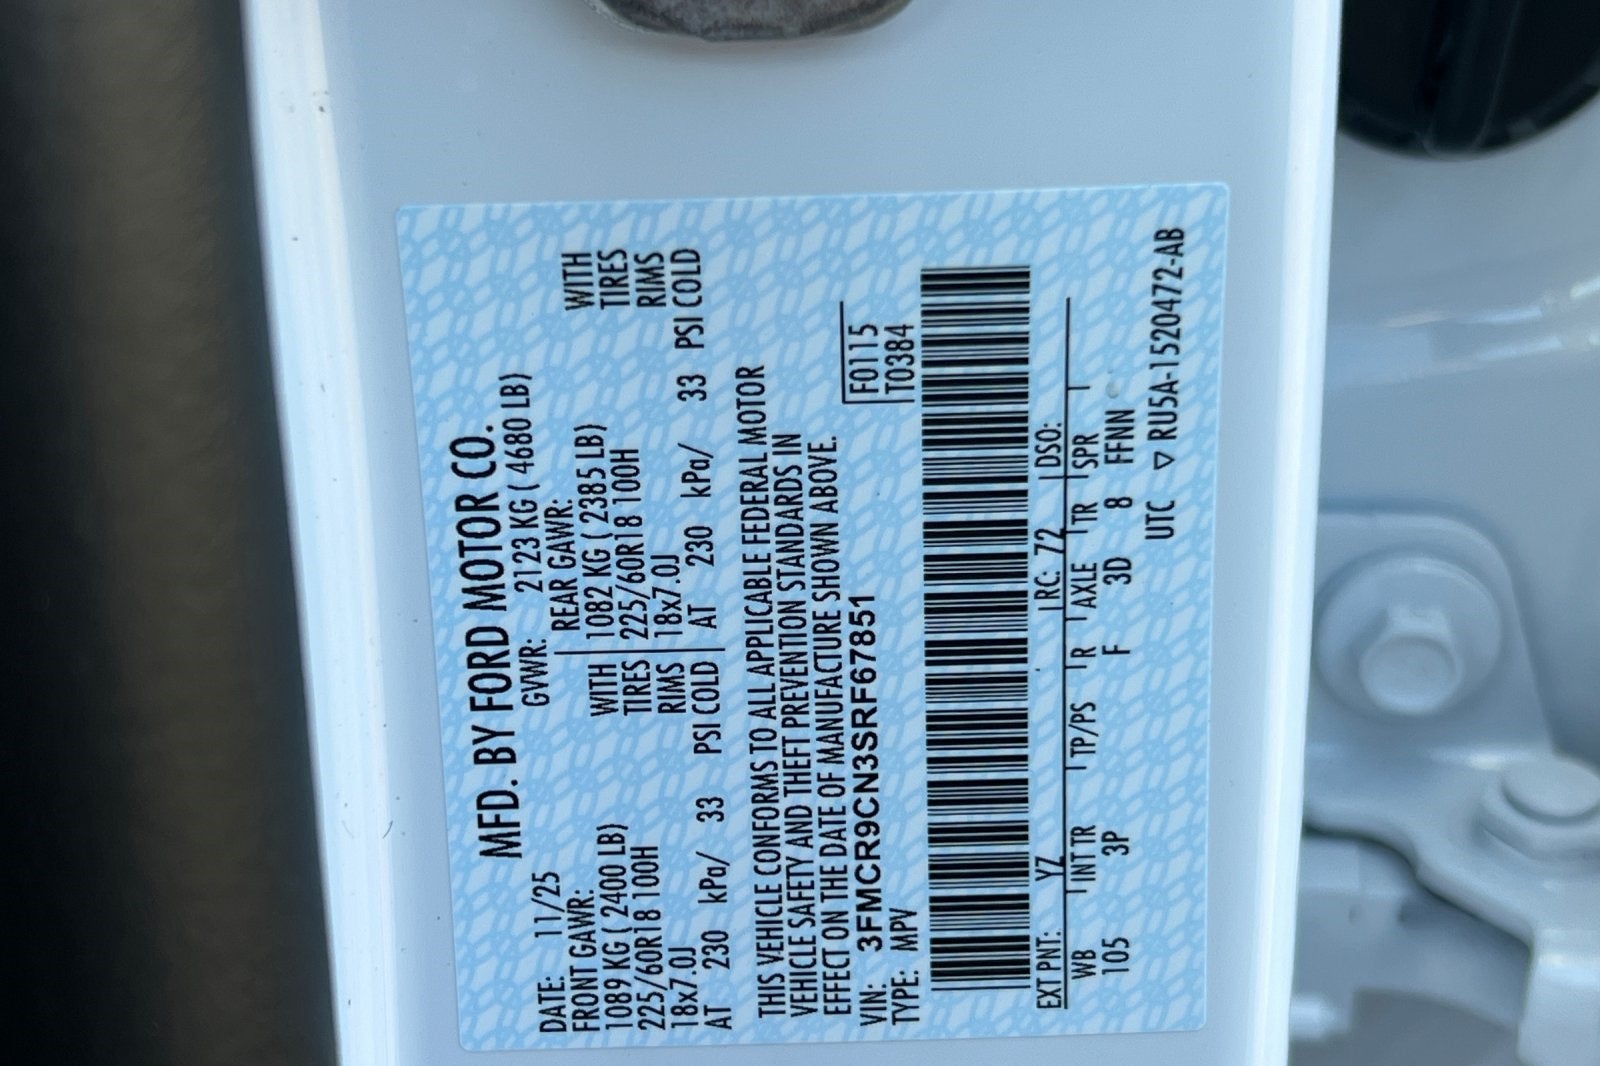 MFD. BY FORD MOTOR CO.
DATE: 11/25 GVWR: 2123 KG ( 4680 LB)
FRONT GAWR: REAR GAWR:
1089 KG ( 2400 LB) WITH 1082 KG ( 2385 LB) WITH
225/60R18 100H TIRES 225/60R18 100H TIRES
18x7.0J RIMS 18x7.0J RIMS
AT 230 kPa/ 33 PSI COLD AT 230 kPa/ 33 PSI COLD
THIS VEHICLE CONFORMS TO ALL APPLICABLE FEDERAL MOTOR
VEHICLE SAFETY AND THEFT PREVENTION STANDARDS IN
EFFECT ON THE DATE OF MANUFACTURE SHOWN ABOVE.
VIN: 3FMCR9CN3SRF67851 F0115
TYPE: MPV T0384
EXT PNT: YZ RC: 72 DSO:
WB INT TR TP/PS R AXLE TR SPR
105 3P F 3D 8 FFNN
UTC ▽ RU5A-1520472-AB